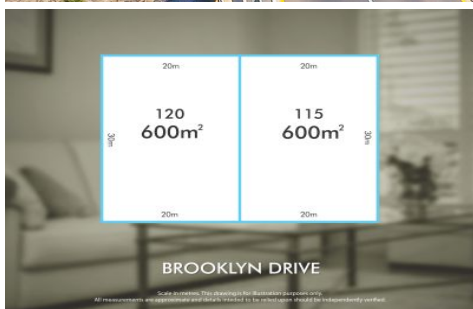 20m 20m
120 115
600m² 600m²
30m 30m
20m 20m
BROOKLYN DRIVE
Scale in metres. This drawing is for illustration purposes only.
All measurements are approximate and details intected to be relied upon should be independently verified.